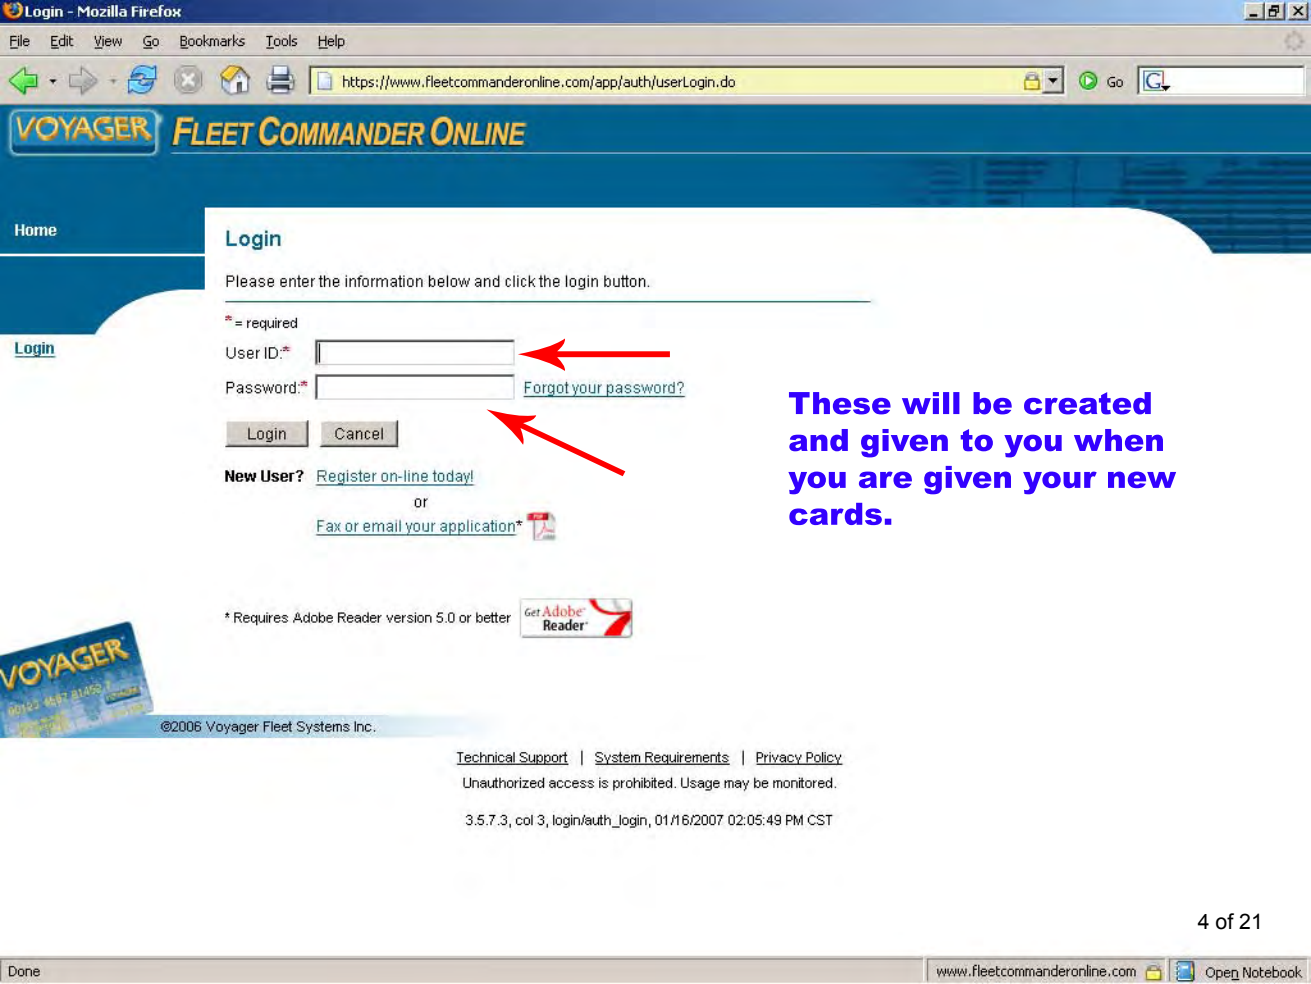 Login - Mozilla Firefox
File Edit View Go Bookmarks Tools Help
https://www.fleetcommanderonline.com/app/auth/userLogin.do
Go
G
VOYAGER FLEET COMMANDER ONLINE
Home
Login
Please enter the information below and click the login button.
* = required
Login
User ID:*
Password:* Forgot your password?
These will be created
and given to you when
you are given your new
cards.
Login Cancel
New User? Register on-line today!
or
Fax or email your application*
* Requires Adobe Reader version 5.0 or better
Get Adobe
Reader
VOYAGER
©2006 Voyager Fleet Systems Inc.
Technical Support | System Requirements | Privacy Policy
Unauthorized access is prohibited. Usage may be monitored.
3.5.7.3, col 3, login/auth_login, 01/16/2007 02:05:49 PM CST
4 of 21
Done www.fleetcommanderonline.com Open Notebook